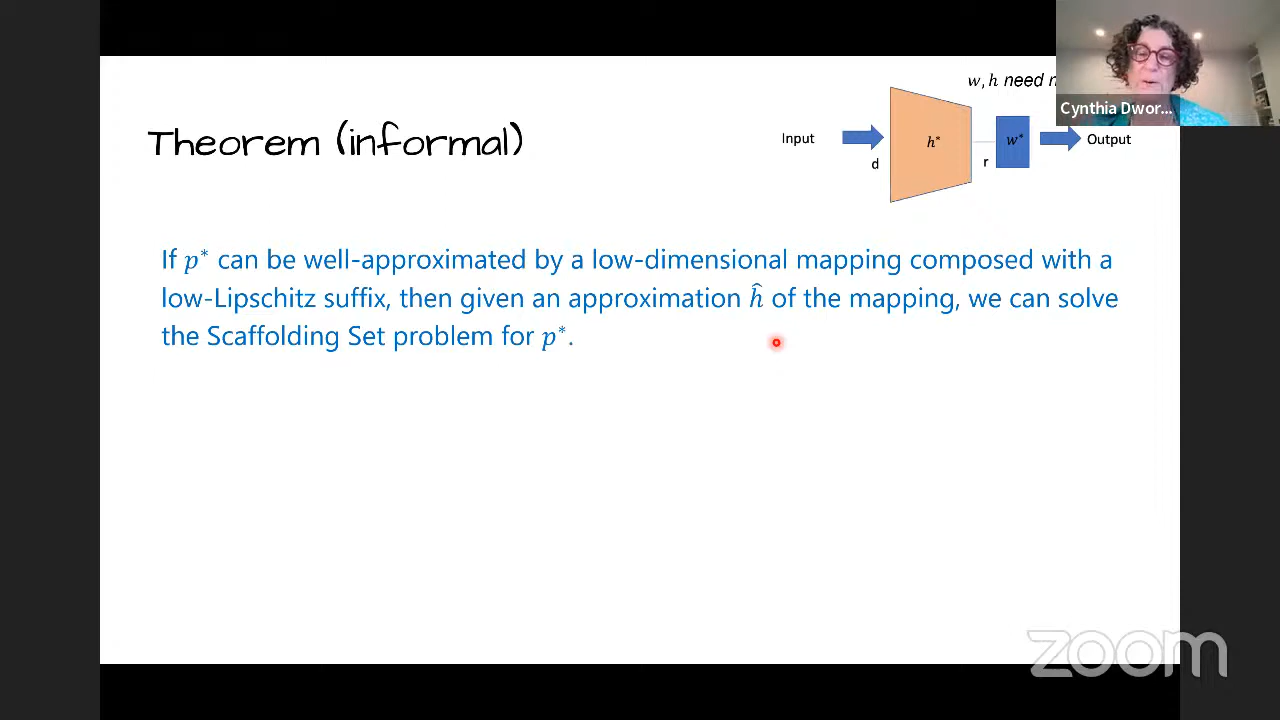 w, h need
Cynthia Dwor...
Theorem (informal)
Input
h*
w*
Output
d
r
If p* can be well-approximated by a low-dimensional mapping composed with a
low-Lipschitz suffix, then given an approximation ĥ of the mapping, we can solve
the Scaffolding Set problem for p*.
zoom